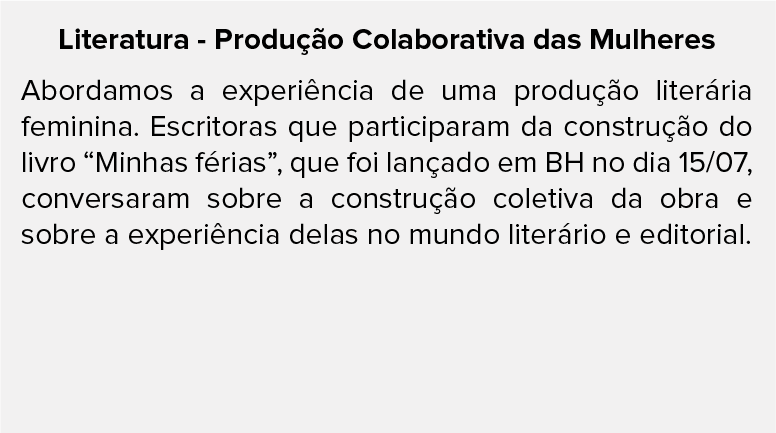 Literatura - Produção Colaborativa das Mulheres
Abordamos a experiência de uma produção literária
feminina. Escritoras que participaram da construção do
livro “Minhas férias”, que foi lançado em BH no dia 15/07,
conversaram sobre a construção coletiva da obra e
sobre a experiência delas no mundo literário e editorial.